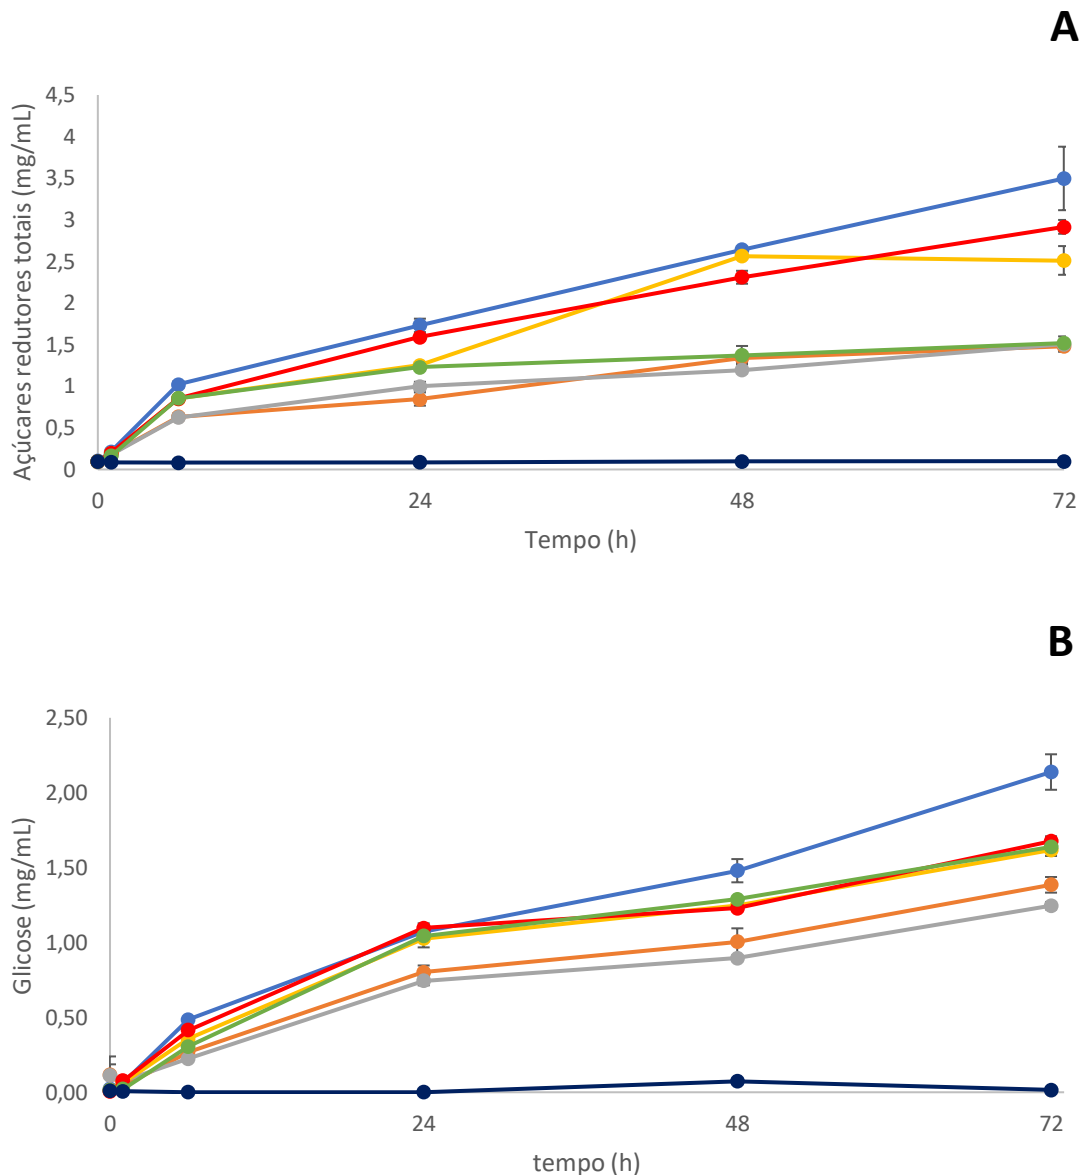 A
Açúcares redutores totais (mg/mL)
4,5
4
3,5
3
2,5
2
1,5
1
0,5
0
0 24 48 72
Tempo (h)
B
Glicose (mg/mL)
2,50
2,00
1,50
1,00
0,50
0,00
0 24 48 72
tempo (h)